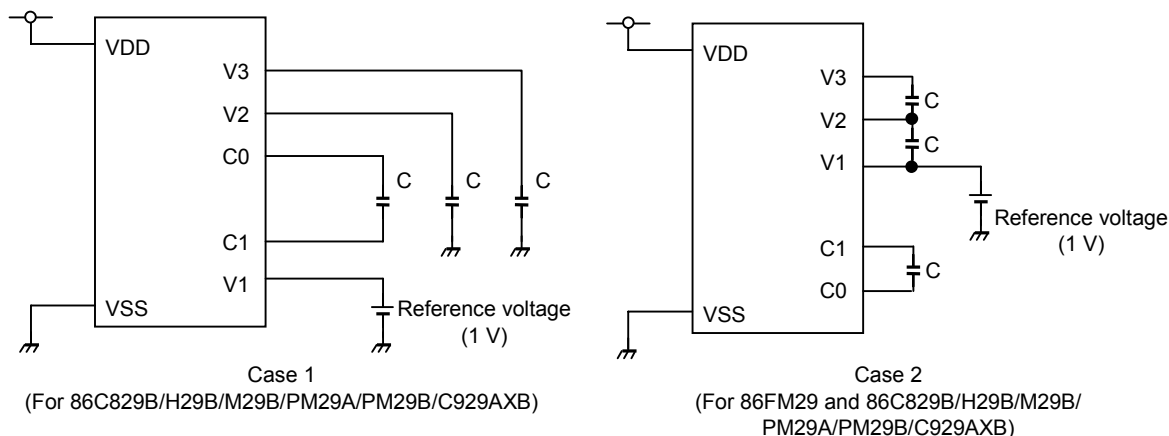 VDD
V3
V2
C0
C
C
C
C1
V1
VSS
Reference voltage
(1 V)
Case 1
(For 86C829B/H29B/M29B/PM29A/PM29B/C929AXB)
VDD
V3
C
V2
C
V1
Reference voltage
(1 V)
C1
C
C0
VSS
Case 2
(For 86FM29 and 86C829B/H29B/M29B/
PM29A/PM29B/C929AXB)